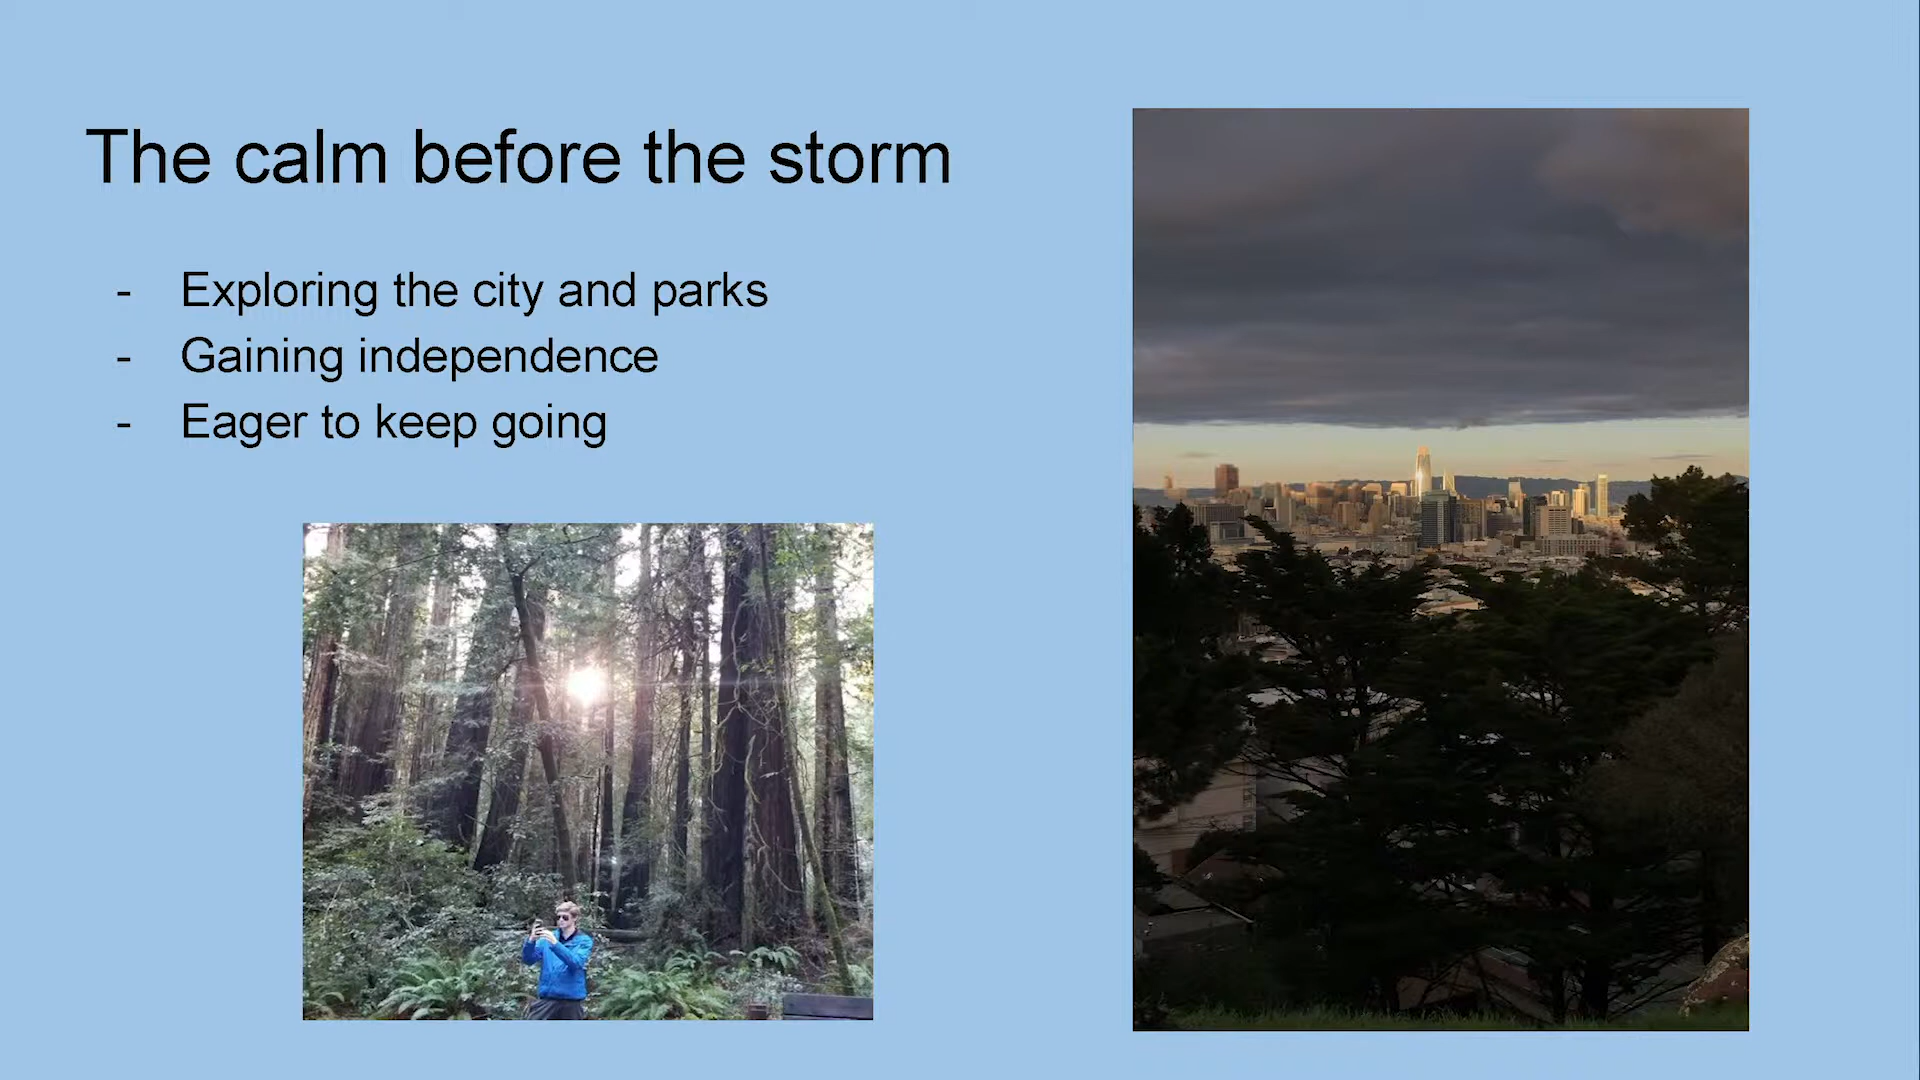 The calm before the storm
- Exploring the city and parks
- Gaining independence
- Eager to keep going